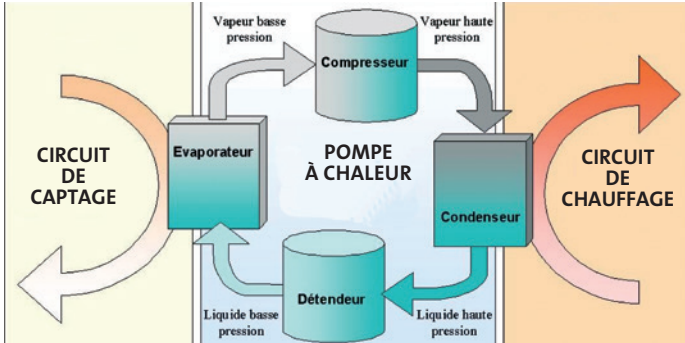 Vapeur basse
pression
Vapeur haute
pression
Compresseur
Evaporateur
POMPE
À CHALEUR
CIRCUIT
DE
CAPTAGE
CIRCUIT
DE
CHAUFFAGE
Condenseur
Détendeur
Liquide basse
pression
Liquide haute
pression